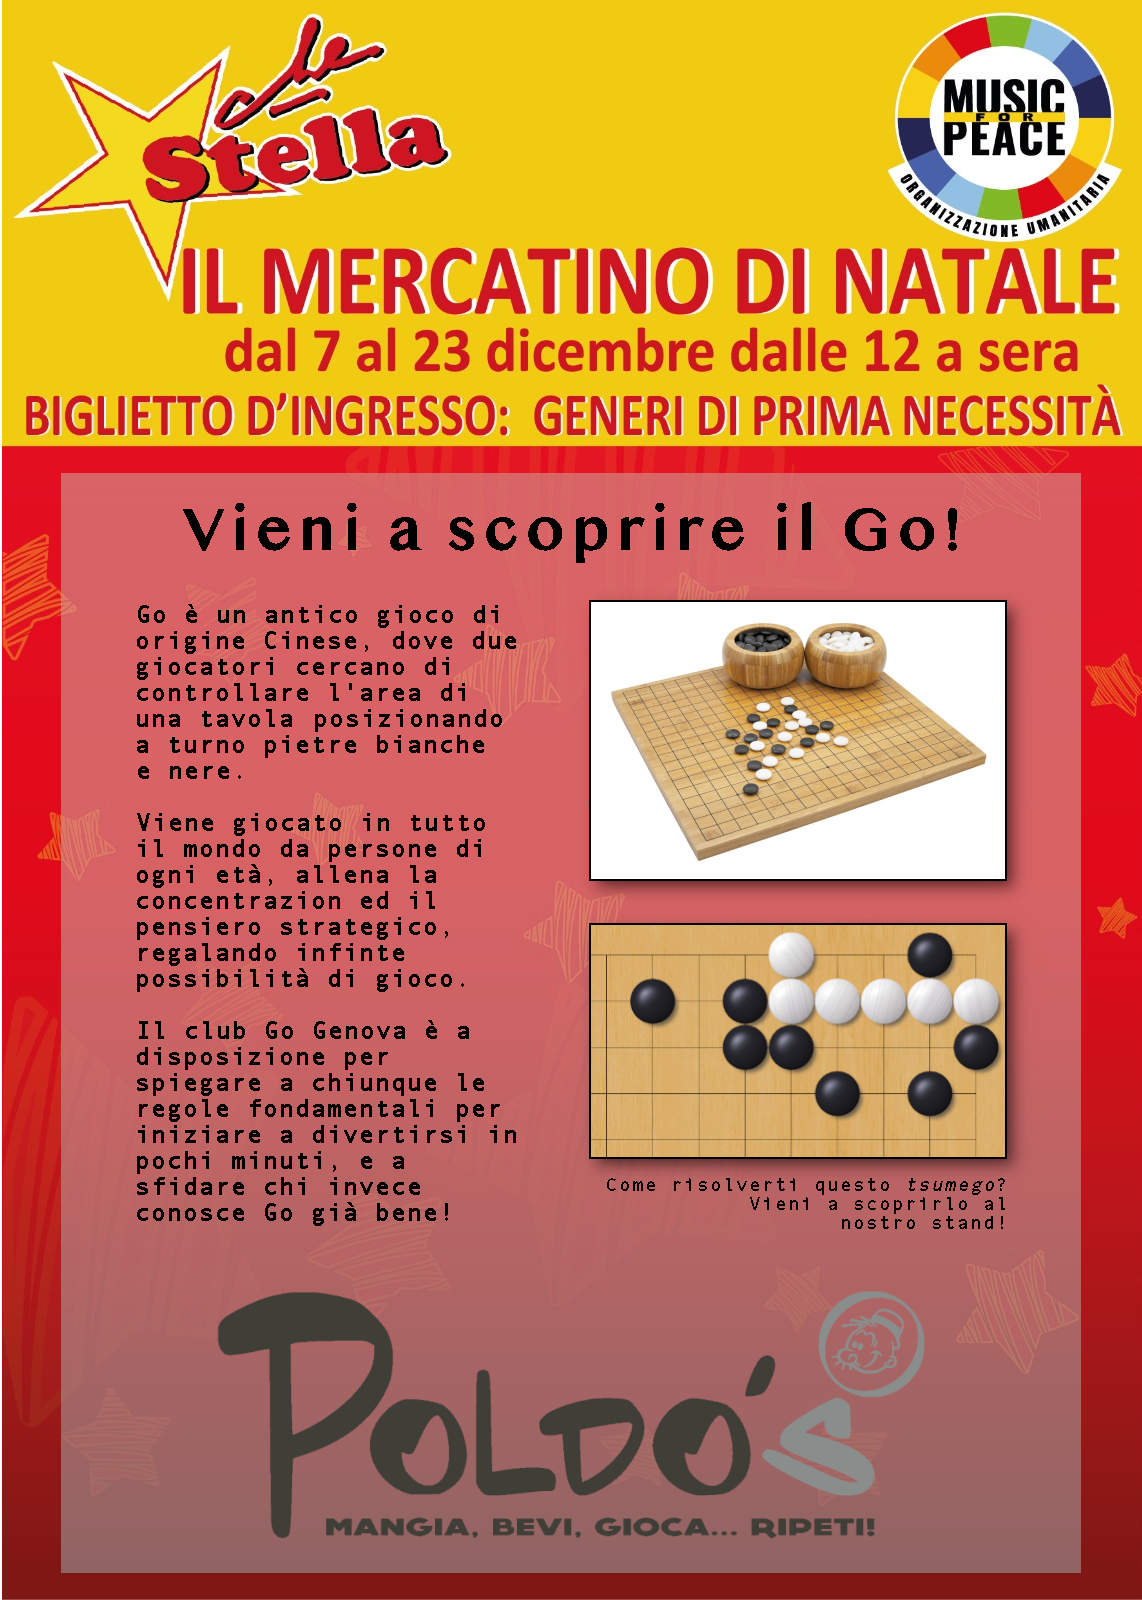 che
Stella
MUSIC
FOR
PEACE
ORGANIZZAZIONE UMANITARIA
IL MERCATINO DI NATALE
dal 7 al 23 dicembre dalle 12 a sera
BIGLIETTO D'INGRESSO: GENERI DI PRIMA NECESSITÀ
Vieni a scoprire il Go!
Go è un antico gioco di
origine Cinese, dove due
giocatori cercano di
controllare l'area di
una tavola posizionando
a turno pietre bianche
e nere.
Viene giocato in tutto
il mondo da persone di
ogni età, allena la
concentrazion ed il
pensiero strategico,
regalando infinte
possibilità di gioco.
Il club Go Genova è a
disposizione per
spiegare a chiunque le
regole fondamentali per
iniziare a divertirsi in
pochi minuti, e a
sfidare chi invece
conosce Go già bene!
Come risolverti questo tsumego?
Vieni a scoprirlo al
nostro stand!
POLDO'S
MANGIA, BEVI, GIOCA... RIPETI!